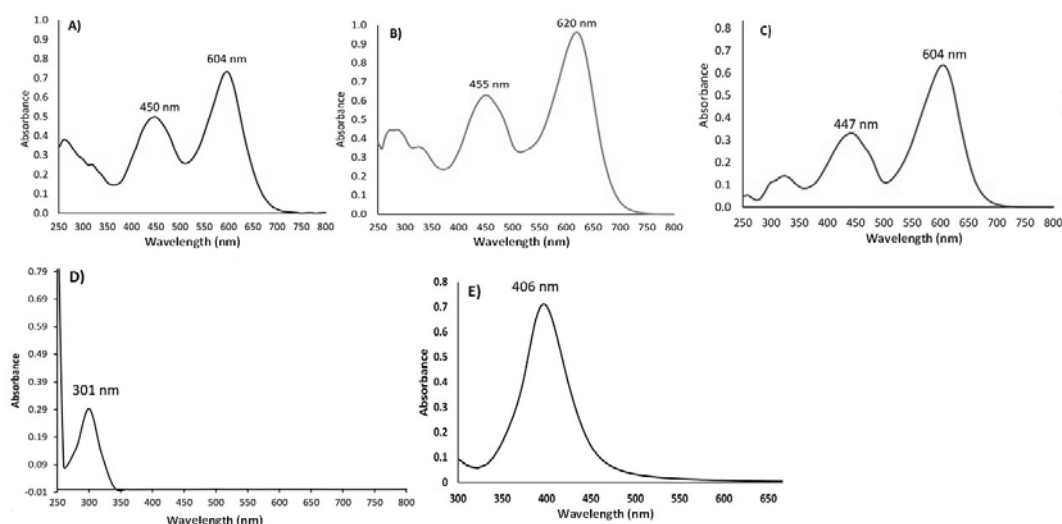 A)
604 nm
450 nm
1.0
0.9
0.8
0.7
0.6
0.5
0.4
0.3
0.2
0.1
0.0
Absorbance
250 300 350 400 450 500 550 600 650 700 750 800
Wavelength (nm)
B)
620 nm
455 nm
1.0
0.9
0.8
0.7
0.6
0.5
0.4
0.3
0.2
0.1
0.0
Absorbance
250 300 350 400 450 500 550 600 650 700 750 800
Wavelength (nm)
C)
604 nm
447 nm
0.8
0.7
0.6
0.5
0.4
0.3
0.2
0.1
0.0
Absorbance
250 300 350 400 450 500 550 600 650 700 750 800
Wavelength (nm)
D)
301 nm
0.79
0.69
0.59
0.49
0.39
0.29
0.19
0.09
-0.01
Absorbance
250 300 350 400 450 500 550 600 650 700 750 800
Wavelength (nm)
E)
406 nm
0.8
0.7
0.6
0.5
0.4
0.3
0.2
0.1
0
Absorbance
300 350 400 450 500 550 600 650
Wavelength (nm)